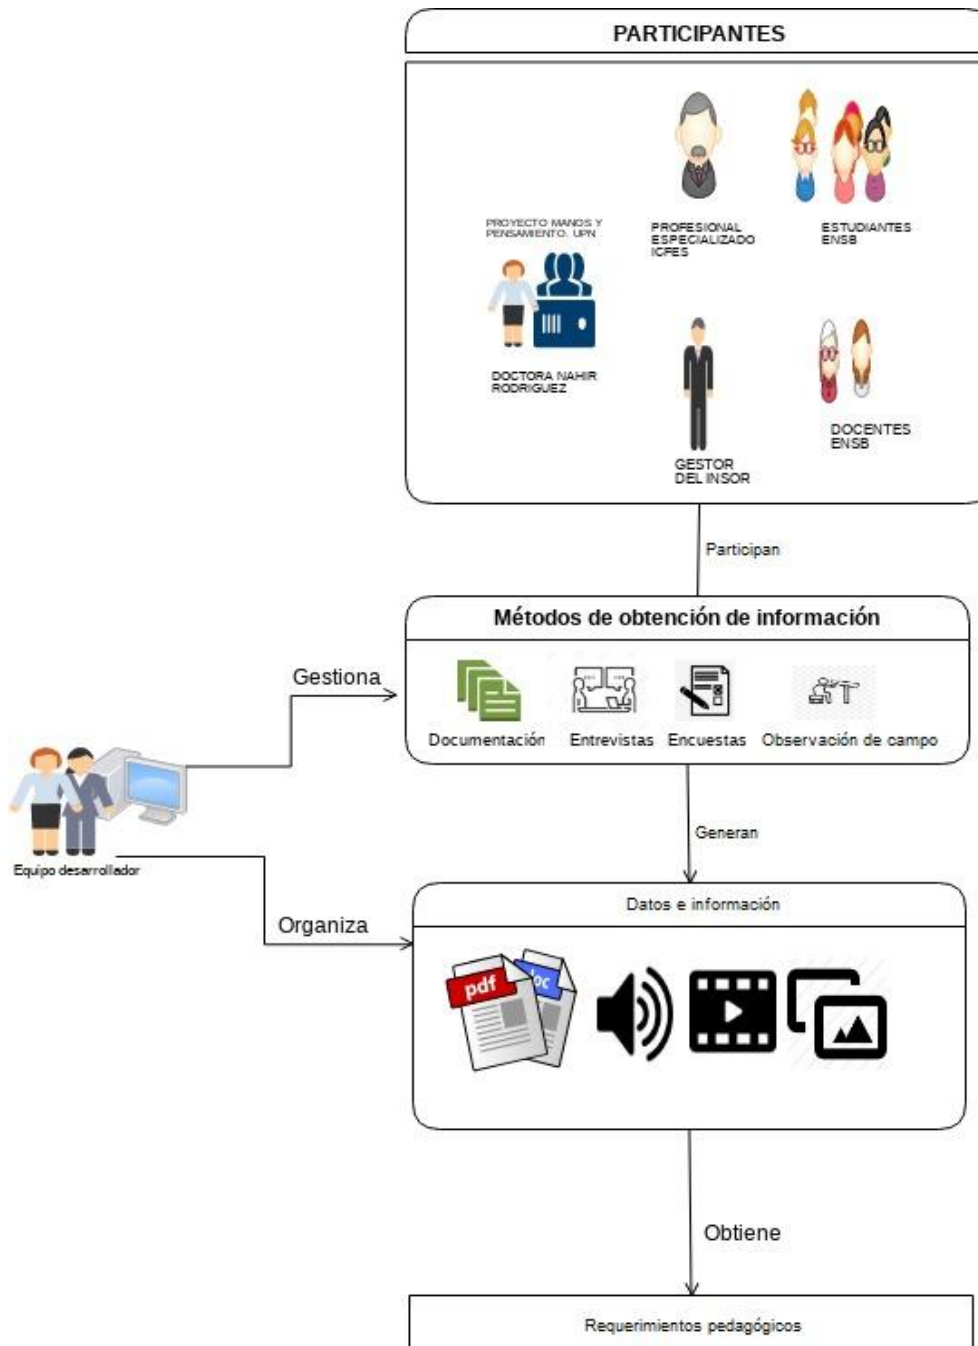 PARTICIPANTES
PROYECTO MANOS Y
PENSAMIENTO. UPN
DOCTORA NAHIR
RODRIGUEZ
PROFESIONAL
ESPECIALIZADO
ICFES
ESTUDIANTES
ENSB
GESTOR
DEL INSOR
DOCENTES
ENSB
Participan
Métodos de obtención de información
Gestiona
Documentación
Entrevistas
Encuestas
Observación de campo
Equipo desarrollador
Generan
Datos e información
Organiza
pdf
doc
Obtiene
Requerimientos pedagógicos